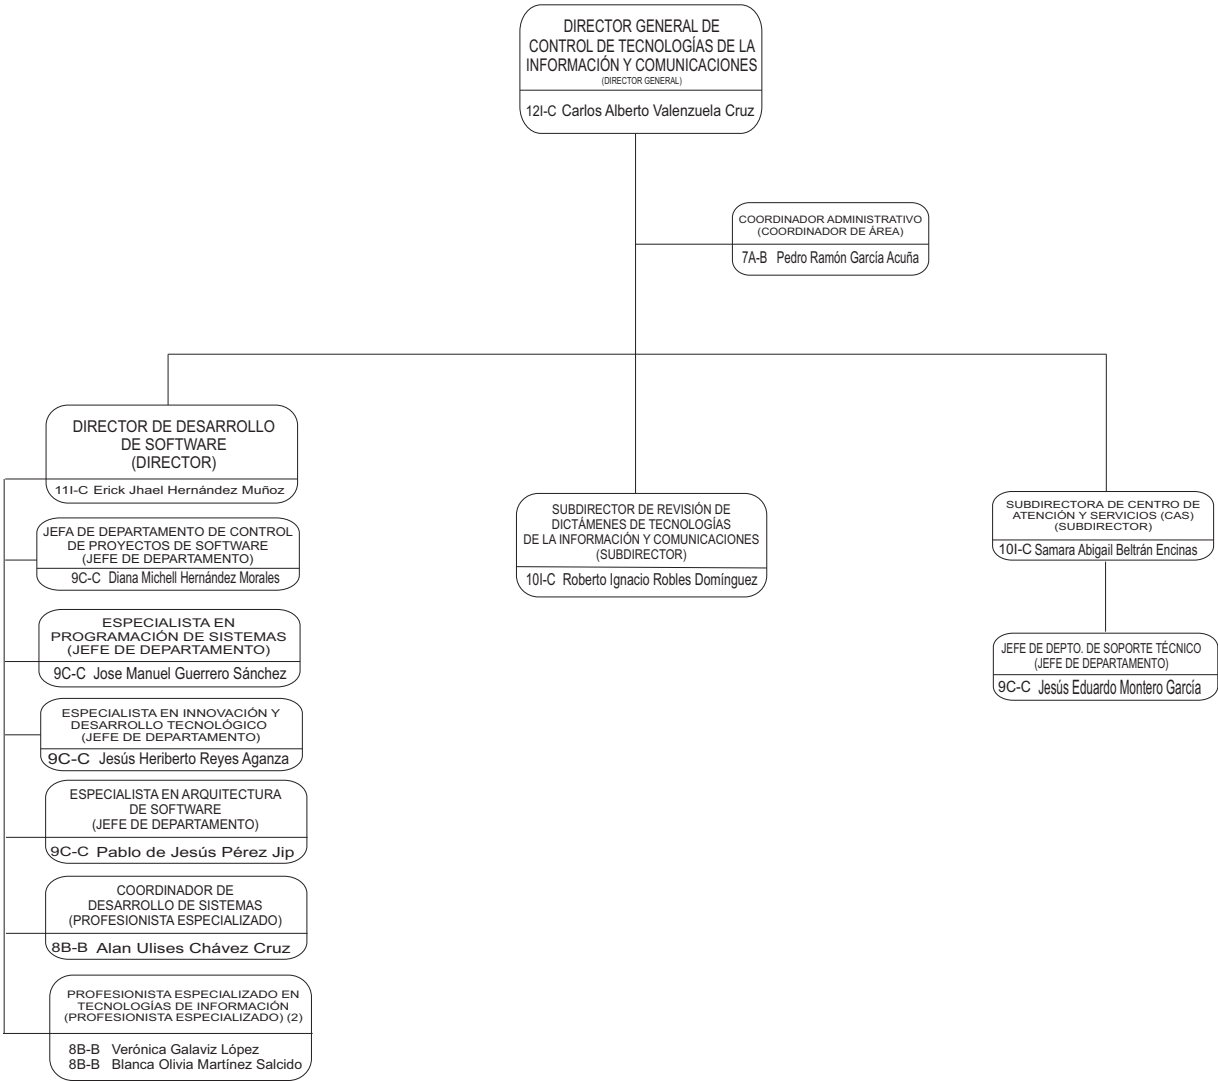 DIRECTOR GENERAL DE
CONTROL DE TECNOLOGÍAS DE LA
INFORMACIÓN Y COMUNICACIONES
(DIRECTOR GENERAL)
12I-C Carlos Alberto Valenzuela Cruz
COORDINADOR ADMINISTRATIVO
(COORDINADOR DE ÁREA)
7A-B Pedro Ramón García Acuña
DIRECTOR DE DESARROLLO
DE SOFTWARE
(DIRECTOR)
11I-C Erick Jhael Hernández Muñoz
JEFA DE DEPARTAMENTO DE CONTROL
DE PROYECTOS DE SOFTWARE
(JEFE DE DEPARTAMENTO)
9C-C Diana Michell Hernández Morales
ESPECIALISTA EN
PROGRAMACIÓN DE SISTEMAS
(JEFE DE DEPARTAMENTO)
9C-C Jose Manuel Guerrero Sánchez
ESPECIALISTA EN INNOVACIÓN Y
DESARROLLO TECNOLÓGICO
(JEFE DE DEPARTAMENTO)
9C-C Jesús Heriberto Reyes Aganza
ESPECIALISTA EN ARQUITECTURA
DE SOFTWARE
(JEFE DE DEPARTAMENTO)
9C-C Pablo de Jesús Pérez Jip
COORDINADOR DE
DESARROLLO DE SISTEMAS
(PROFESIONISTA ESPECIALIZADO)
8B-B Alan Ulises Chávez Cruz
PROFESIONISTA ESPECIALIZADO EN
TECNOLOGÍAS DE INFORMACIÓN
(PROFESIONISTA ESPECIALIZADO) (2)
8B-B Verónica Galaviz López
8B-B Blanca Olivia Martínez Salcido
SUBDIRECTOR DE REVISIÓN DE
DICTÁMENES DE TECNOLOGÍAS
DE LA INFORMACIÓN Y COMUNICACIONES
(SUBDIRECTOR)
10I-C Roberto Ignacio Robles Domínguez
SUBDIRECTORA DE CENTRO DE
ATENCIÓN Y SERVICIOS (CAS)
(SUBDIRECTOR)
10I-C Samara Abigail Beltrán Encinas
JEFE DE DEPTO. DE SOPORTE TÉCNICO
(JEFE DE DEPARTAMENTO)
9C-C Jesús Eduardo Montero García